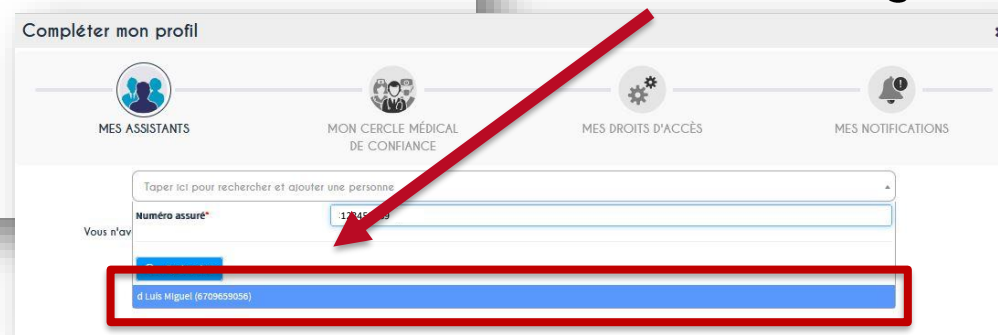 Compléter mon profil
MES ASSISTANTS
MON CERCLE MÉDICAL
DE CONFIANCE
MES DROITS D'ACCÈS
MES NOTIFICATIONS
Taper ici pour rechercher et ajouter une personne
Numéro assuré*
Vous n'av
d Luis Miguel (6709659056)